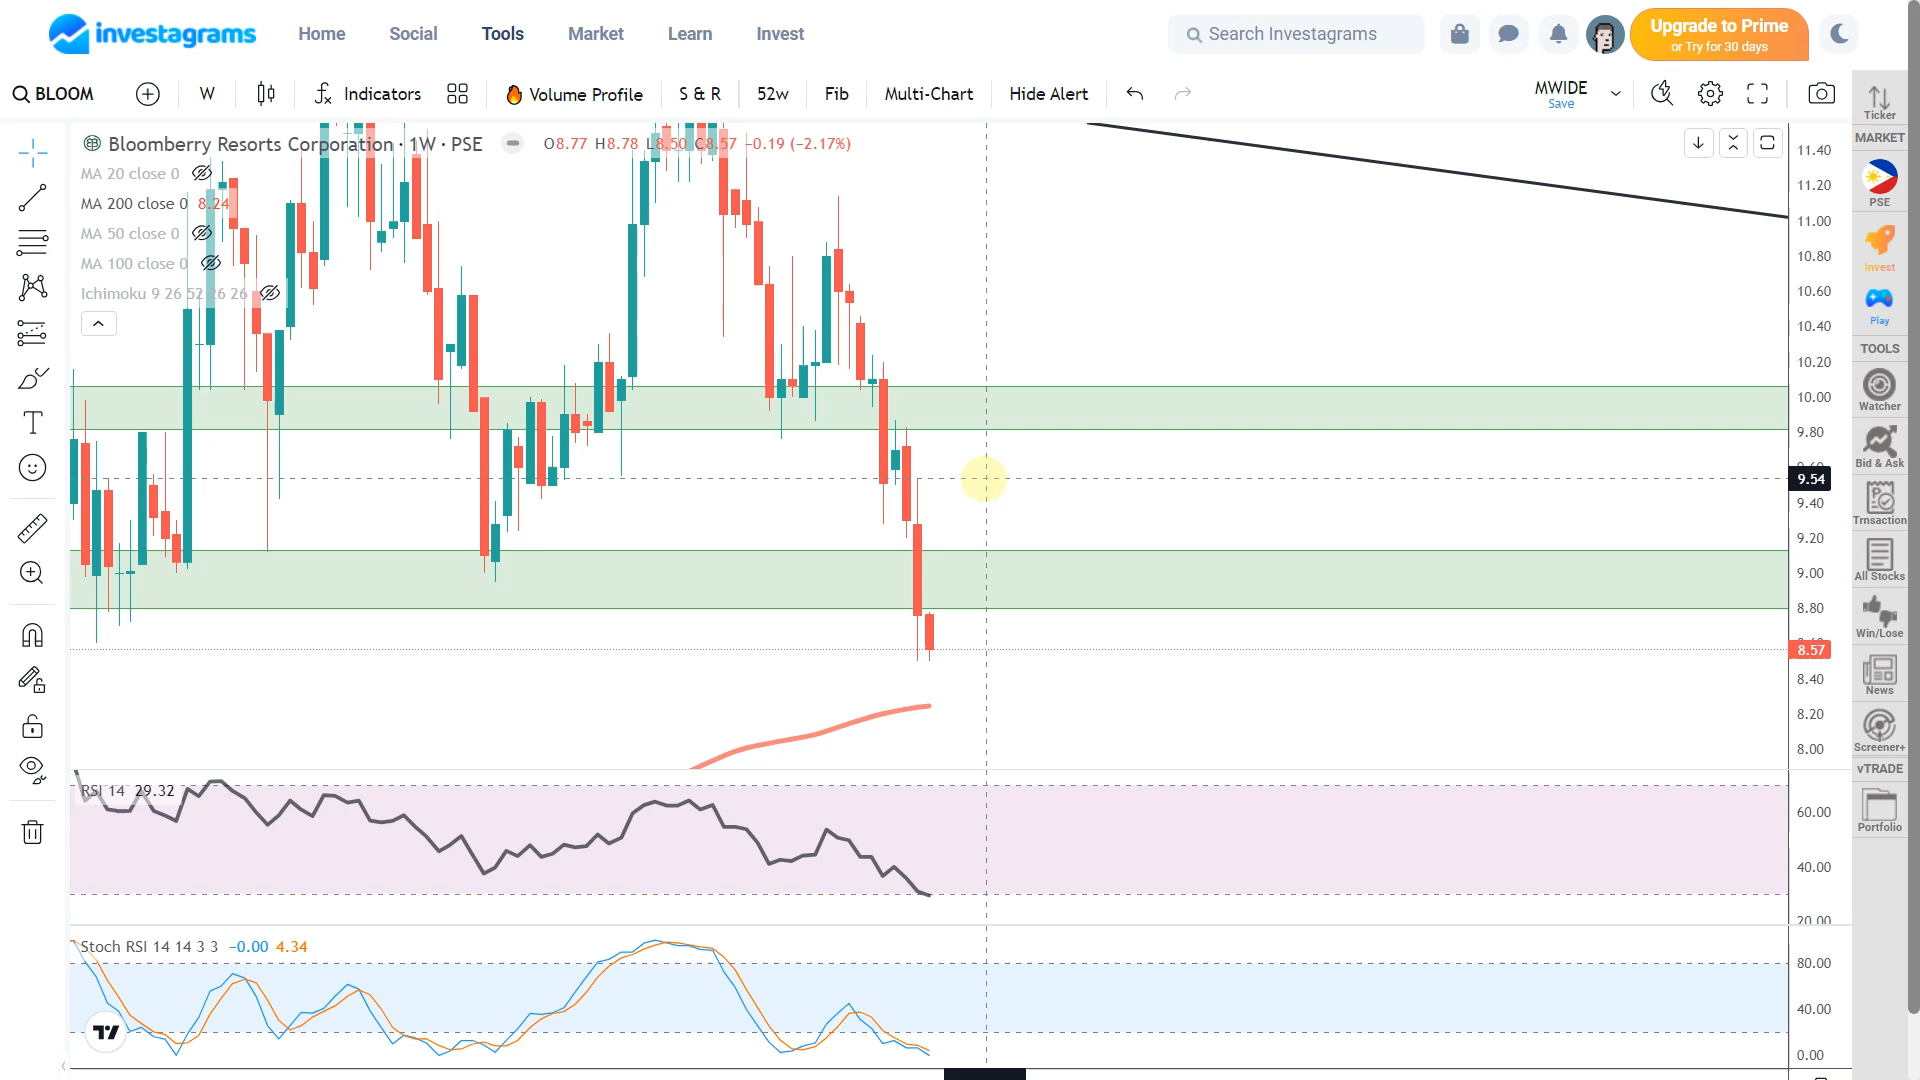 investagrams Home Social Tools Market Learn Invest Search Investagrams Upgrade to Prime
or Try for 30 days
BLOOM W Indicators Volume Profile S & R 52w Fib Multi-Chart Hide Alert MWIDE
Save
Bloomberry Resorts Corporation · 1W · PSE O8.77 H8.78 L8.50 C8.57 −0.19 (−2.17%)
MA 20 close 0
MA 200 close 0 8.24
MA 50 close 0
MA 100 close 0
Ichimoku 9 26 52 26 26
11.40
11.20
11.00
10.80
10.60
10.40
10.20
10.00
9.80
9.54
9.40
9.20
9.00
8.80
8.57
8.40
8.20
8.00
RSI 14 29.32
60.00
40.00
20.00
Stoch RSI 14 14 3 3 −0.00 4.34
80.00
40.00
0.00
Ticker
MARKET
PSE
Invest
Play
TOOLS
Watcher
Bid & Ask
Trnsaction
All Stocks
Win/Lose
News
Screener+
vTRADE
Portfolio